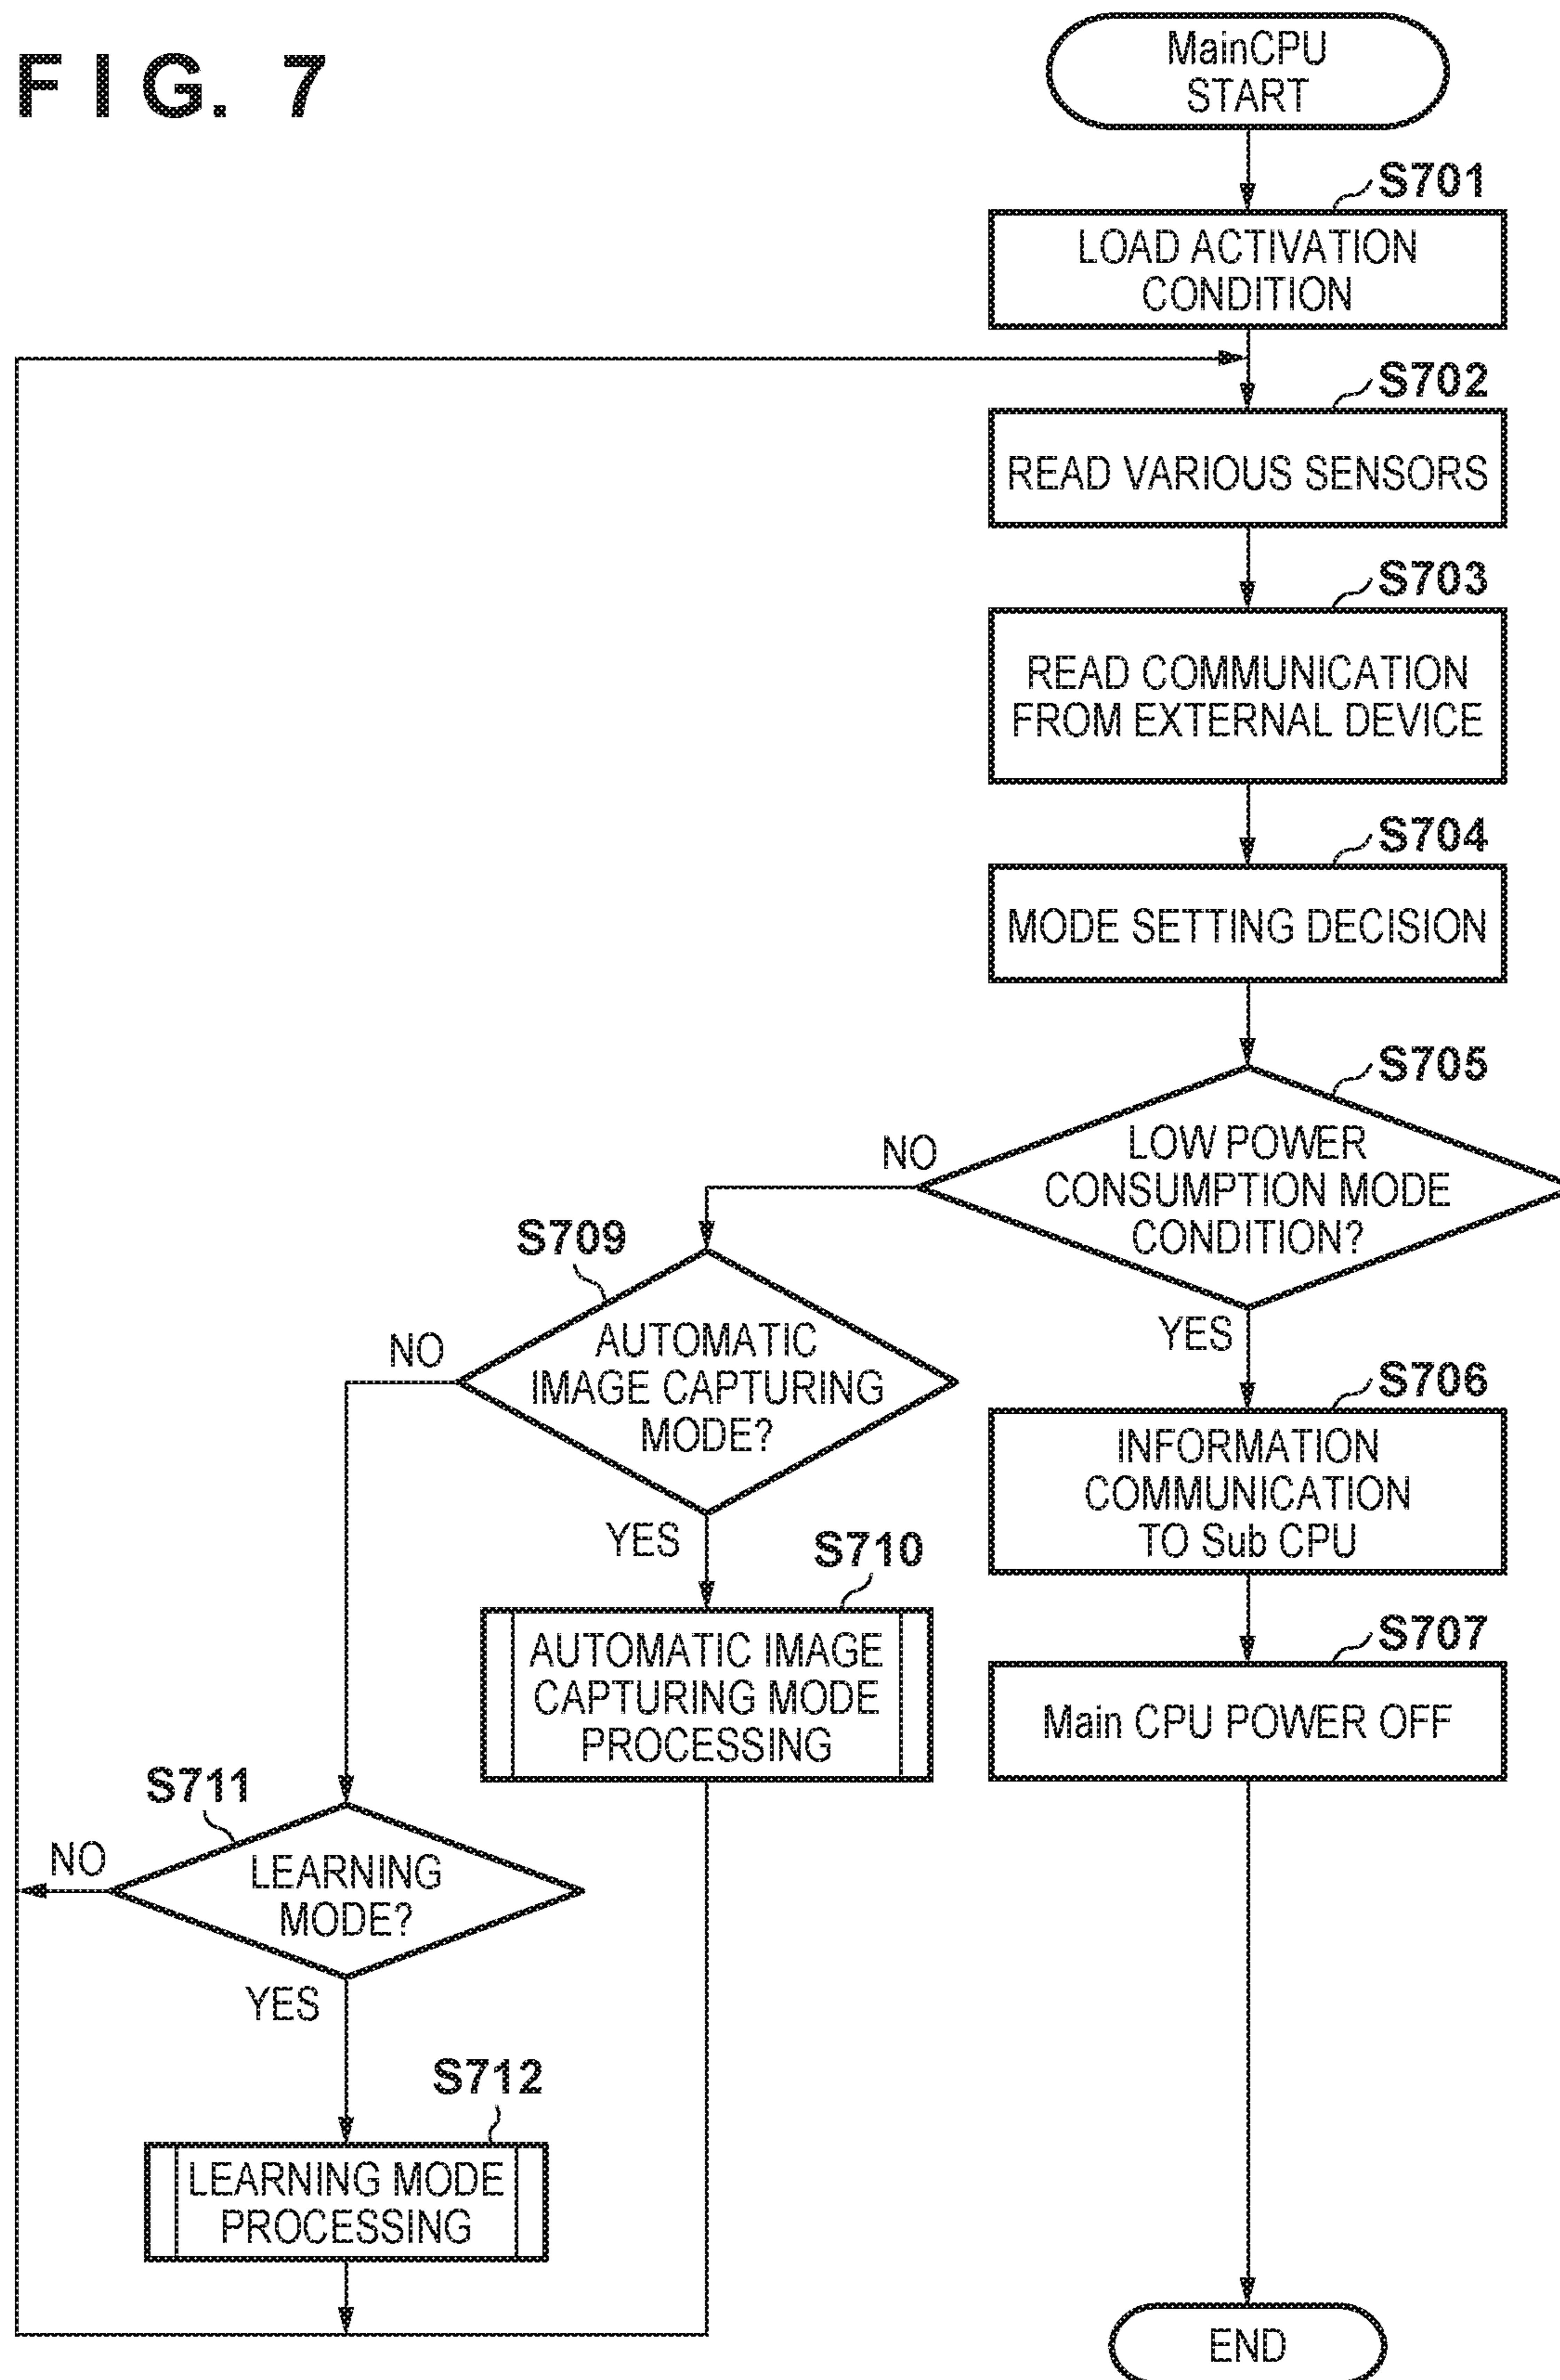 FIG. 7
MainCPU
START
S701
LOAD ACTIVATION
CONDITION
S702
READ VARIOUS SENSORS
S703
READ COMMUNICATION
FROM EXTERNAL DEVICE
S704
MODE SETTING DECISION
S705
LOW POWER
CONSUMPTION MODE
CONDITION?
NO
YES
S706
INFORMATION
COMMUNICATION
TO Sub CPU
S707
Main CPU POWER OFF
END
S709
AUTOMATIC
IMAGE CAPTURING
MODE?
NO
YES
S710
AUTOMATIC IMAGE
CAPTURING MODE
PROCESSING
S711
LEARNING
MODE?
NO
YES
S712
LEARNING MODE
PROCESSING